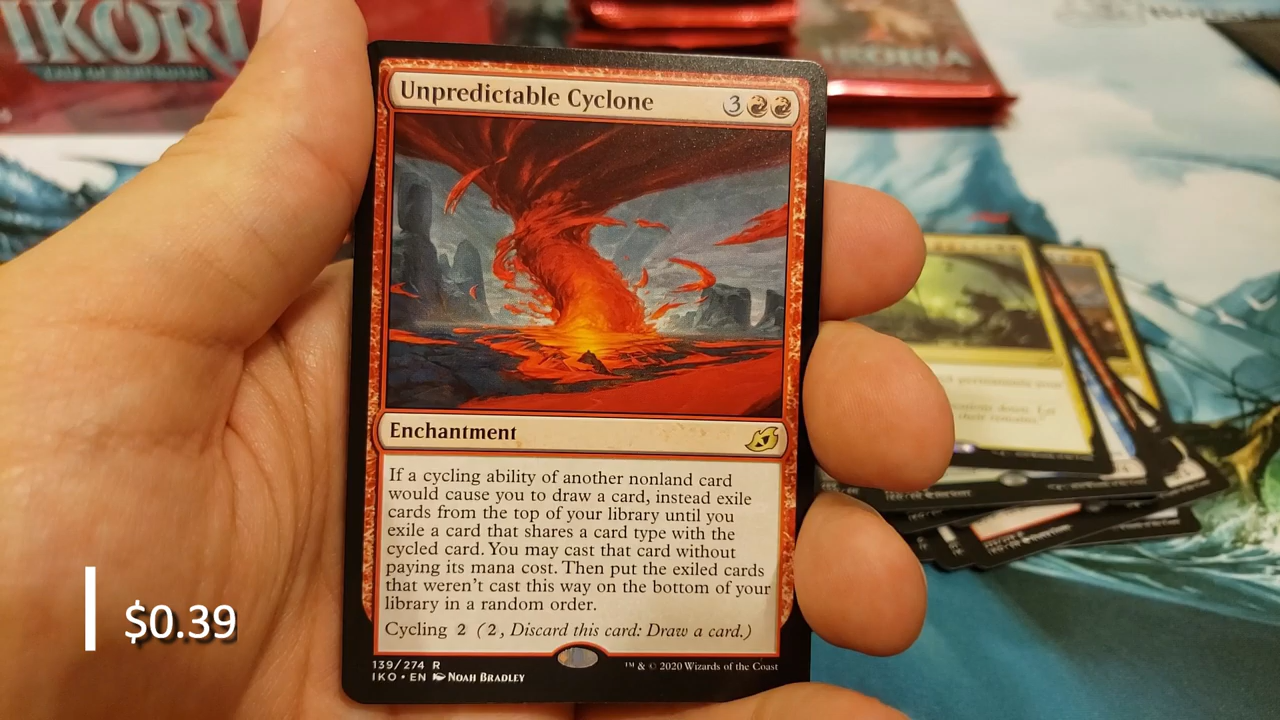 IKORI
IKORIA
Unpredictable Cyclone 3
Enchantment
If a cycling ability of another nonland card
would cause you to draw a card, instead exile
cards from the top of your library until you
exile a card that shares a card type with the
cycled card. You may cast that card without
paying its mana cost. Then put the exiled cards
that weren't cast this way on the bottom of your
library in a random order.
Cycling 2 (2, Discard this card: Draw a card.)
139/274 R
™ & © 2020 Wizards of the Coast
IKO • EN Noah Bradley
$0.39